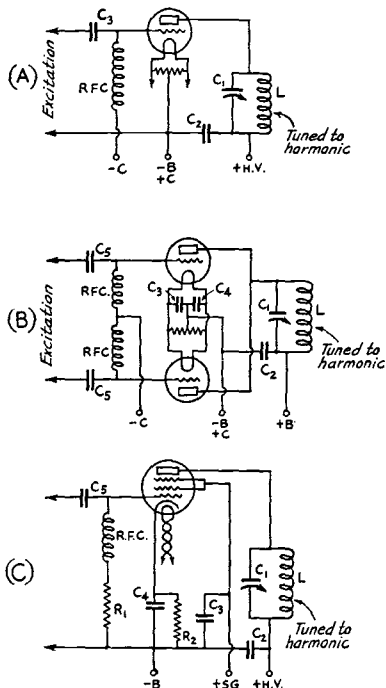 (A)
C3
Excitation
RFC
C1
L
C2
Tuned to
harmonic
-C
-B
+C
+H.V.
(B)
C5
Excitation
RFC.
C3
C4
C1
L
RFC
C2
Tuned to
harmonic
C5
-C
-B
+C
+B
(C)
C5
R.F.C.
C1
L
C4
R1
R2
C3
C2
Tuned to
harmonic
-B
+SG
+H.V.